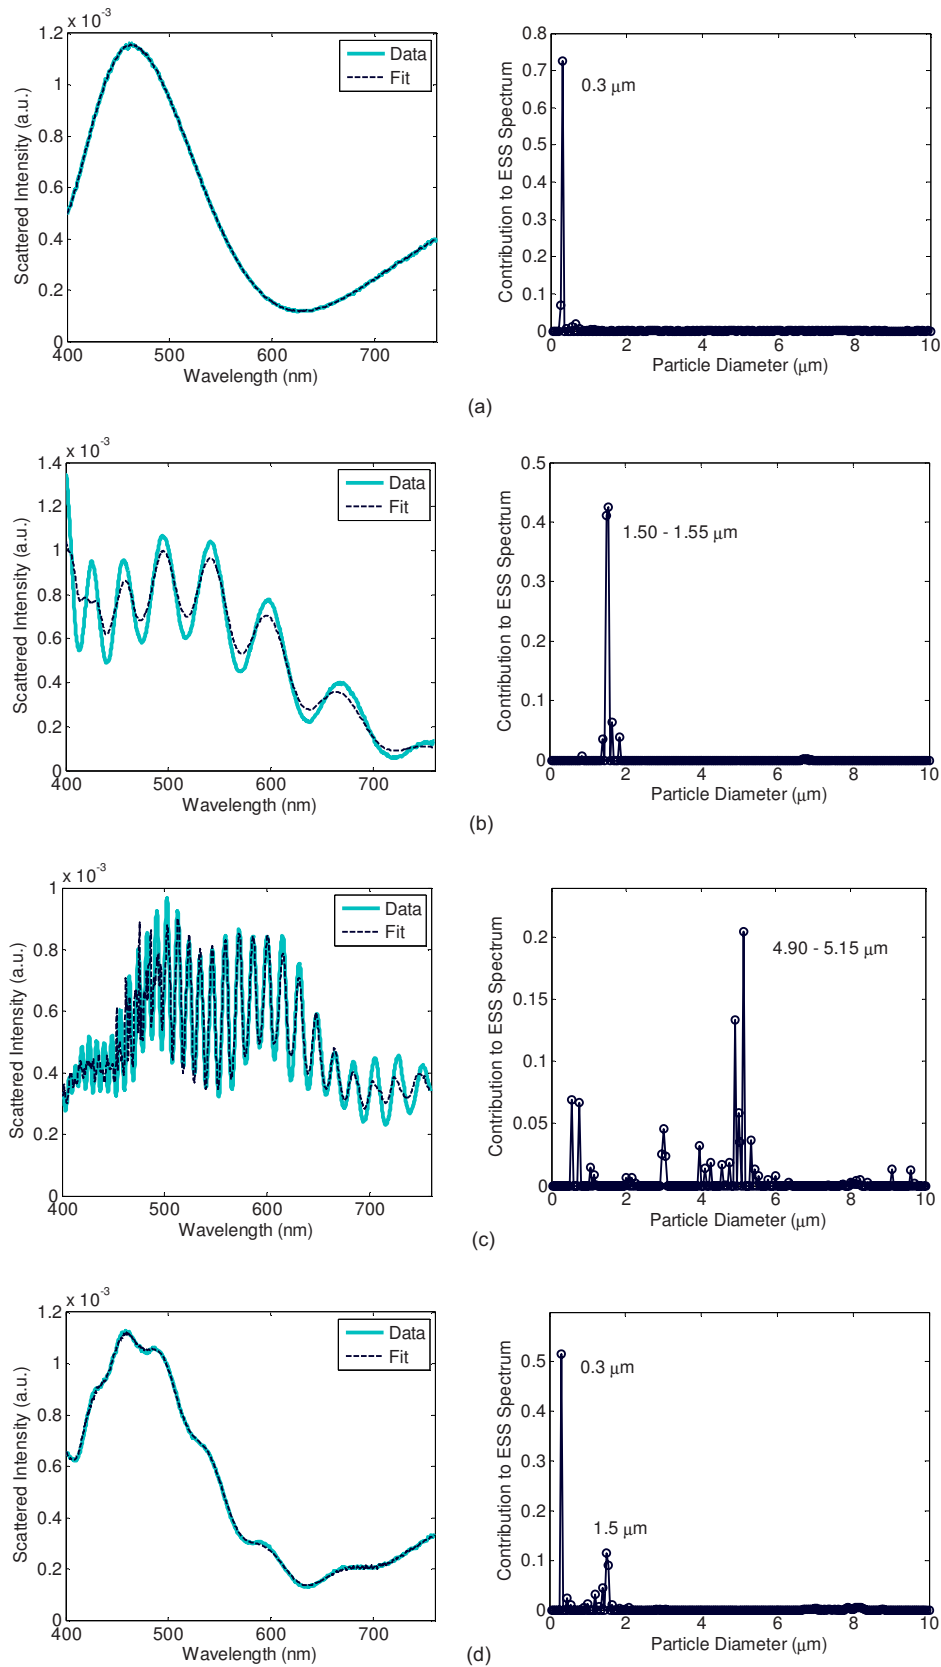 x 10⁻³
1.2
1
0.8
0.6
0.4
0.2
0
400 500 600 700
Scattered Intensity (a.u.)
Wavelength (nm)
Data
Fit
0.8
0.7
0.6
0.5
0.4
0.3
0.2
0.1
0
0 2 4 6 8 10
Contribution to ESS Spectrum
Particle Diameter (μm)
0.3 μm
(a)
x 10⁻³
1.4
1.2
1
0.8
0.6
0.4
0.2
0
400 500 600 700
Scattered Intensity (a.u.)
Wavelength (nm)
Data
Fit
0.5
0.4
0.3
0.2
0.1
0
0 2 4 6 8 10
Contribution to ESS Spectrum
Particle Diameter (μm)
1.50 - 1.55 μm
(b)
x 10⁻³
1
0.8
0.6
0.4
0.2
0
400 500 600 700
Scattered Intensity (a.u.)
Wavelength (nm)
Data
Fit
0.2
0.15
0.1
0.05
0
0 2 4 6 8 10
Contribution to ESS Spectrum
Particle Diameter (μm)
4.90 - 5.15 μm
(c)
x 10⁻³
1.2
1
0.8
0.6
0.4
0.2
0
400 500 600 700
Scattered Intensity (a.u.)
Wavelength (nm)
Data
Fit
0.5
0.4
0.3
0.2
0.1
0
0 2 4 6 8 10
Contribution to ESS Spectrum
Particle Diameter (μm)
0.3 μm
1.5 μm
(d)